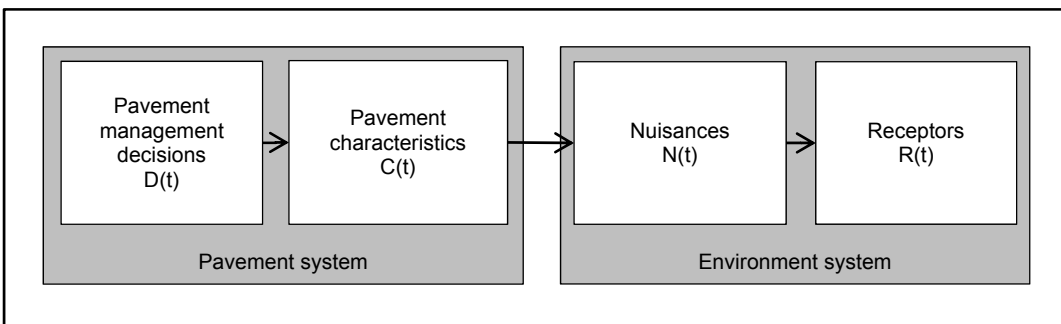 Pavement
management
decisions
D(t)
Pavement
characteristics
C(t)
Nuisances
N(t)
Receptors
R(t)
Pavement system
Environment system